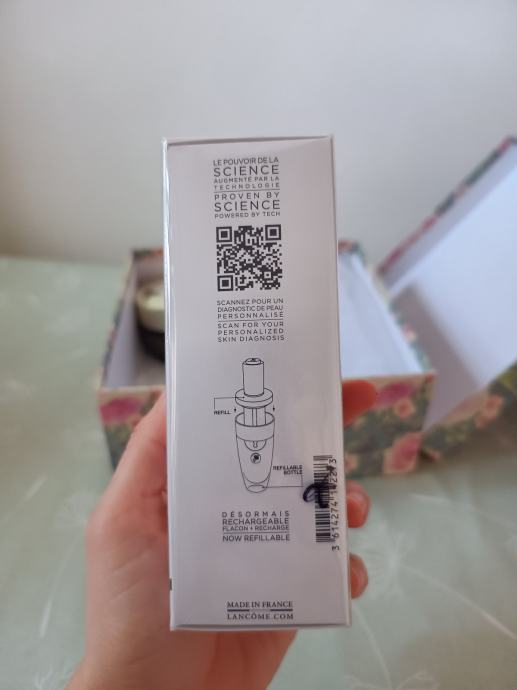 LE POUVOIR DE LA
SCIENCE
AUGMENTÉ PAR LA
TECHNOLOGIE
PROVEN BY
SCIENCE
POWERED BY TECH
SCANNEZ POUR UN
DIAGNOSTIC DE PEAU
PERSONNALISÉ
SCAN FOR YOUR
PERSONALIZED
SKIN DIAGNOSIS
REFILL
REFILLABLE
BOTTLE
DÉSORMAIS
RECHARGEABLE
FLACON + RECHARGE
NOW REFILLABLE
MADE IN FRANCE
LANCÔME.COM